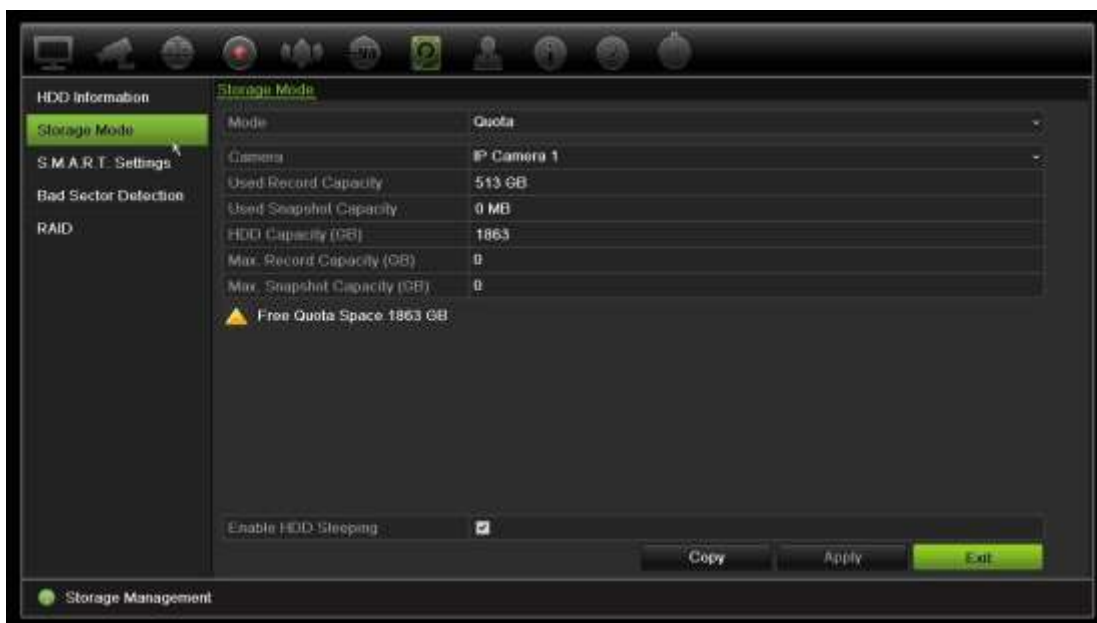 HDD Information
Storage Mode
S.M.A.R.T. Settings
Bad Sector Detection
RAID
Storage Mode
Mode Quota
Camera IP Camera 1
Used Record Capacity 513 GB
Used Snapshot Capacity 0 MB
HDD Capacity (GB) 1863
Max. Record Capacity (GB) 0
Max. Snapshot Capacity (GB) 0
Free Quota Space 1863 GB
Enable HDD Sleeping
Copy Apply Exit
Storage Management